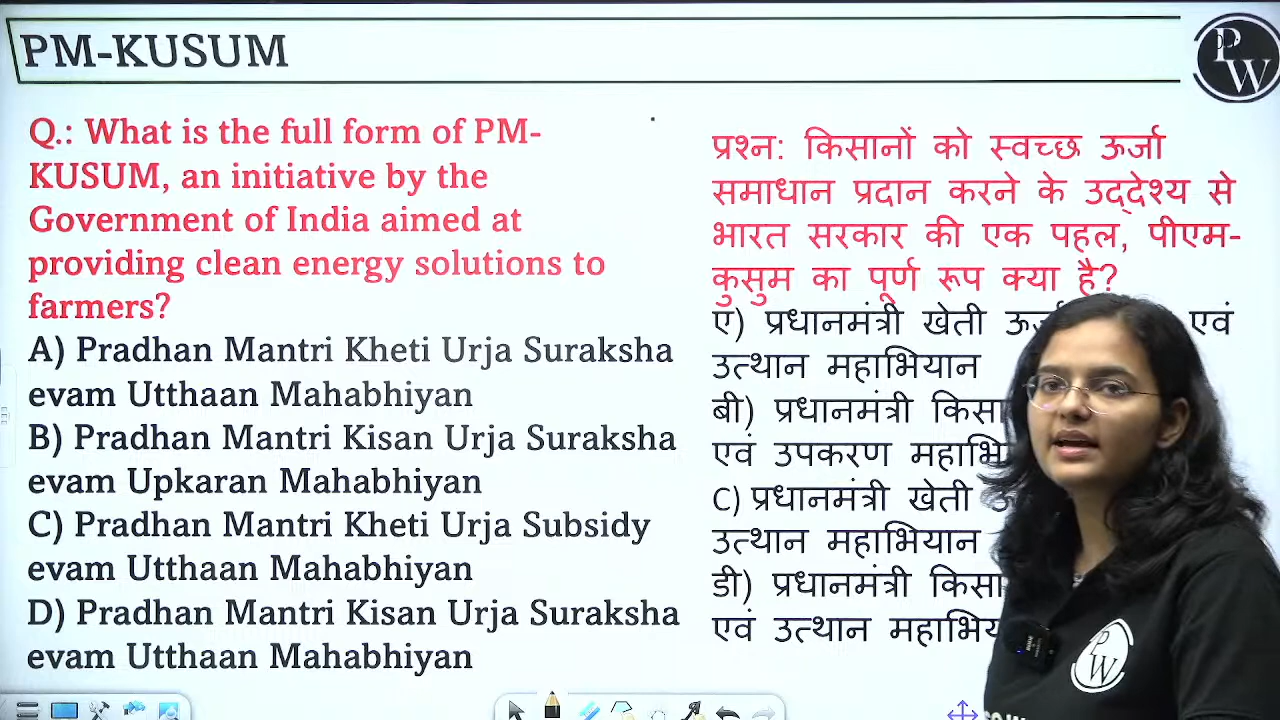 PM-KUSUM
PW
Q.: What is the full form of PM-
KUSUM, an initiative by the
Government of India aimed at
providing clean energy solutions to
farmers?
A) Pradhan Mantri Kheti Urja Suraksha
evam Utthaan Mahabhiyan
B) Pradhan Mantri Kisan Urja Suraksha
evam Upkaran Mahabhiyan
C) Pradhan Mantri Kheti Urja Subsidy
evam Utthaan Mahabhiyan
D) Pradhan Mantri Kisan Urja Suraksha
evam Utthaan Mahabhiyan
प्रश्न: किसानों को स्वच्छ ऊर्जा
समाधान प्रदान करने के उद्देश्य से
भारत सरकार की एक पहल, पीएम-
कुसुम का पूर्ण रूप क्या है?
ए) प्रधानमंत्री खेती एवं
उत्थान महाभियान
बी) प्रधानमंत्री
एवं उपकरण
C) प्रधानमंत्री खेती
उत्थान महाभियान
डी) प्रधानमंत्री
एवं उत्थान
PW